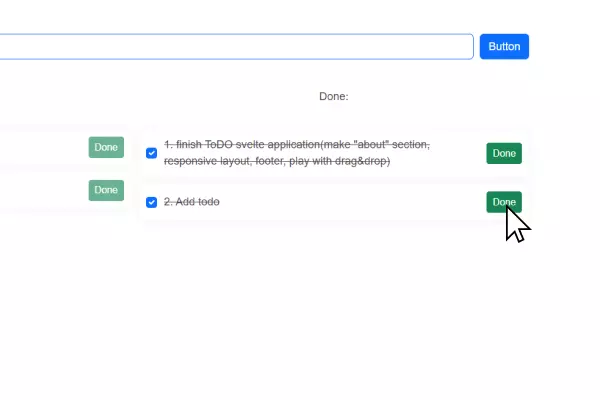 Button
Done:
Done
Done
1. finish ToDO svelte application(make "about" section,
responsive layout, footer, play with drag&drop)
Done
2. Add todo
Done